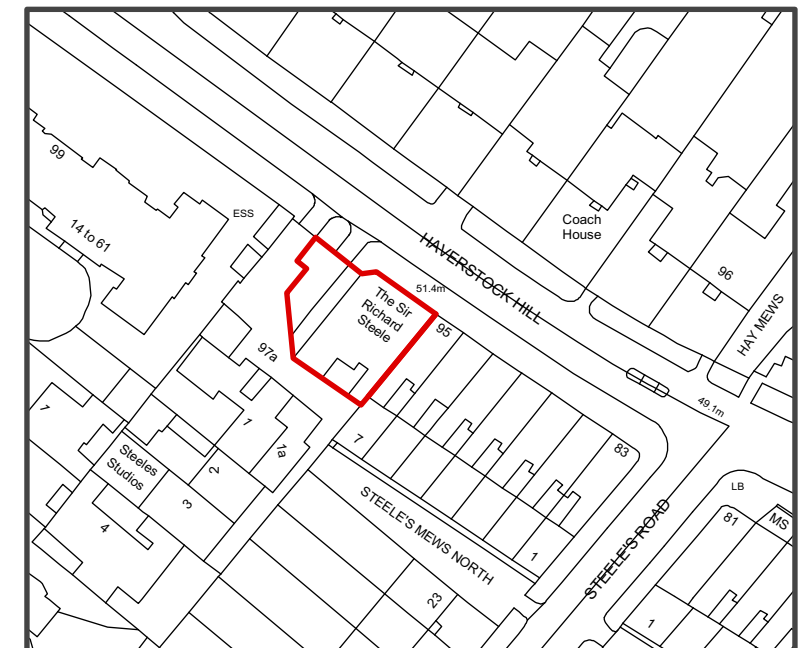 99
14 to 61
ESS
Coach
House
HAVERSTOCK HILL
51.4m
96
HAY MEWS
The Sir
Richard
Steele
95
97a
49.1m
1
1
1a
7
83
Steeles
Studios
2
3
4
STEELE'S MEWS NORTH
STEELE'S ROAD
LB
81
MS
1
23
1